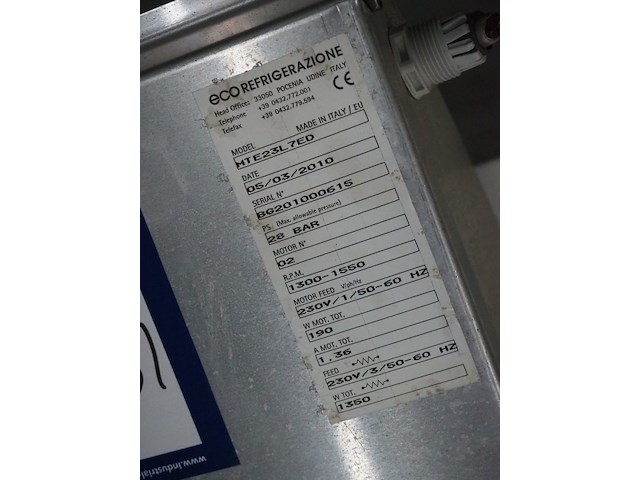 eco REFRIGERAZIONE
Head Office: 33050 POCENIA UDINE ITALY
Telephone +39 0432.772.001
Telefax +39 0432.779.594
CE
MADE IN ITALY / EU
MODEL
MTE23L7ED
DATE
05/03/2010
SERIAL N°
BG201000615
PS (Max. allowable pressure)
28 BAR
MOTOR N°
02
R.P.M.
1300-1550
MOTOR FEED V/ph/Hz
230V/1/50-60 HZ
W MOT. TOT.
190
A MOT. TOT.
1.36
FEED
230V/3/50-60 HZ
W TOT.
1350
www.industrial